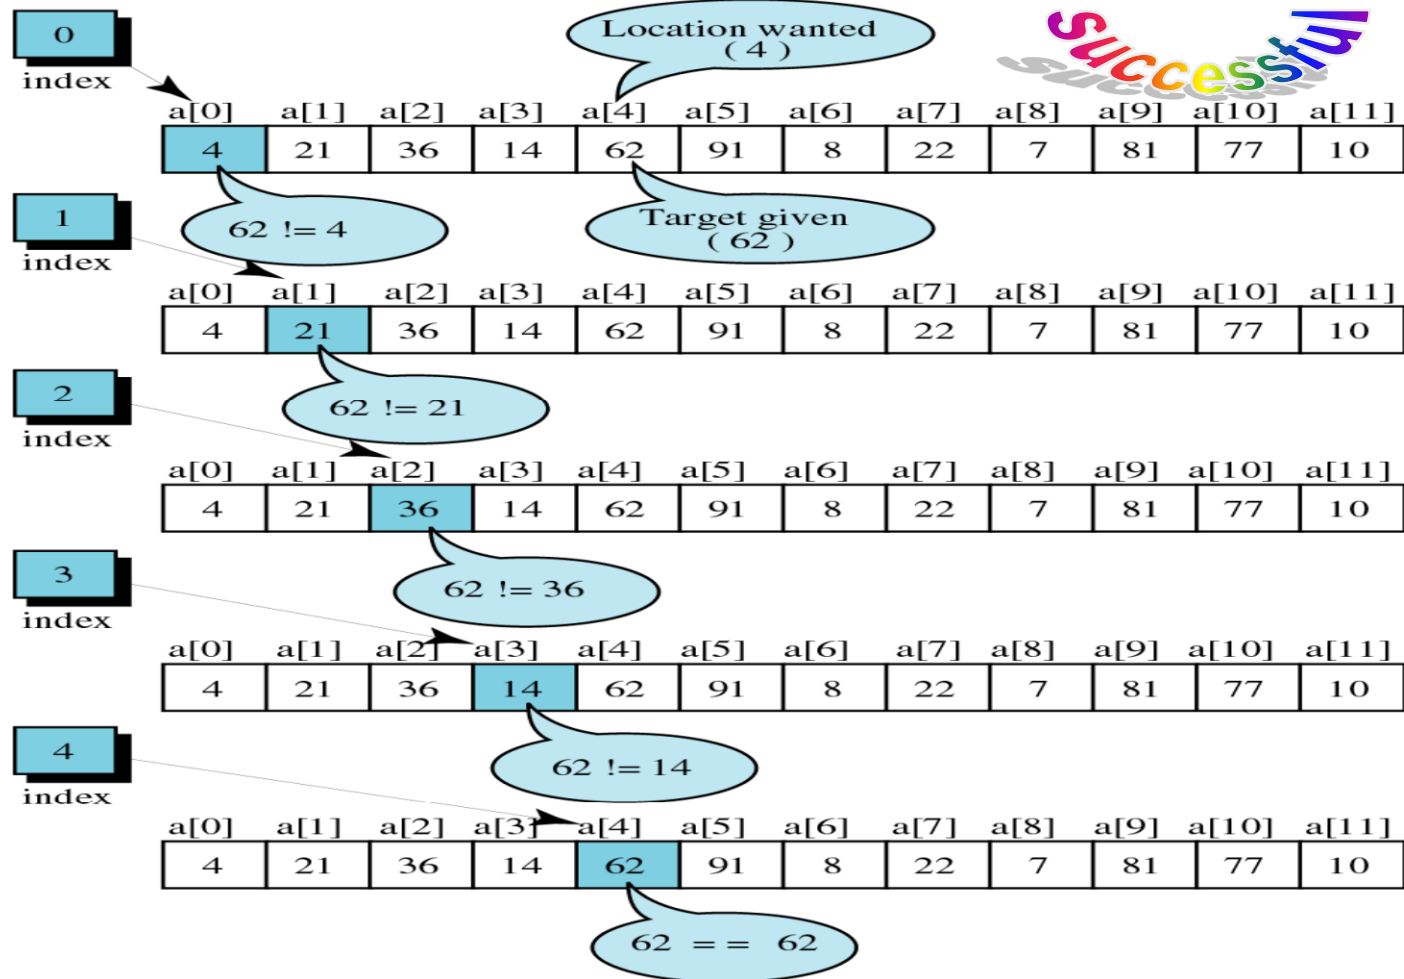 0
index
Location wanted
( 4 )
Successful
a[0] a[1] a[2] a[3] a[4] a[5] a[6] a[7] a[8] a[9] a[10] a[11]
4 21 36 14 62 91 8 22 7 81 77 10
62 != 4
Target given
( 62 )
1
index
a[0] a[1] a[2] a[3] a[4] a[5] a[6] a[7] a[8] a[9] a[10] a[11]
4 21 36 14 62 91 8 22 7 81 77 10
62 != 21
2
index
a[0] a[1] a[2] a[3] a[4] a[5] a[6] a[7] a[8] a[9] a[10] a[11]
4 21 36 14 62 91 8 22 7 81 77 10
62 != 36
3
index
a[0] a[1] a[2] a[3] a[4] a[5] a[6] a[7] a[8] a[9] a[10] a[11]
4 21 36 14 62 91 8 22 7 81 77 10
62 != 14
4
index
a[0] a[1] a[2] a[3] a[4] a[5] a[6] a[7] a[8] a[9] a[10] a[11]
4 21 36 14 62 91 8 22 7 81 77 10
62 = = 62